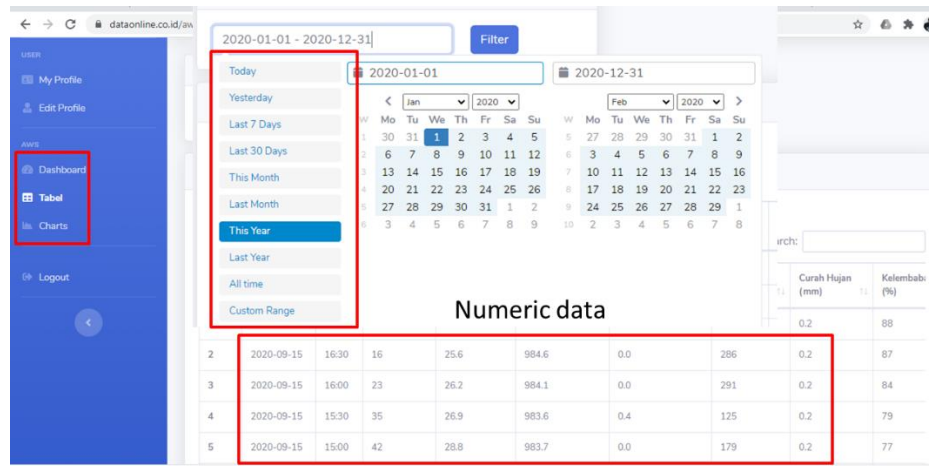 dataonline.co.id/aw
USER
My Profile
Edit Profile
AWS
Dashboard
Tabel
Charts
Logout
2020-01-01 - 2020-12-31
Filter
Today
Yesterday
Last 7 Days
Last 30 Days
This Month
Last Month
This Year
Last Year
All time
Custom Range
2020-01-01
Jan 2020
W Mo Tu We Th Fr Sa Su
1 30 31 1 2 3 4 5
2 6 7 8 9 10 11 12
3 13 14 15 16 17 18 19
4 20 21 22 23 24 25 26
5 27 28 29 30 31 1 2
6 3 4 5 6 7 8 9
2020-12-31
Feb 2020
W Mo Tu We Th Fr Sa Su
5 27 28 29 30 31 1 2
6 3 4 5 6 7 8 9
7 10 11 12 13 14 15 16
8 17 18 19 20 21 22 23
9 24 25 26 27 28 29 1
10 2 3 4 5 6 7 8
rch:
Curah Hujan (mm) Kelembaba (%)
Numeric data
0.2 88
2 2020-09-15 16:30 16 25.6 984.6 0.0 286 0.2 87
3 2020-09-15 16:00 23 26.2 984.1 0.0 291 0.2 84
4 2020-09-15 15:30 35 26.9 983.6 0.4 125 0.2 79
5 2020-09-15 15:00 42 28.8 983.7 0.0 179 0.2 77